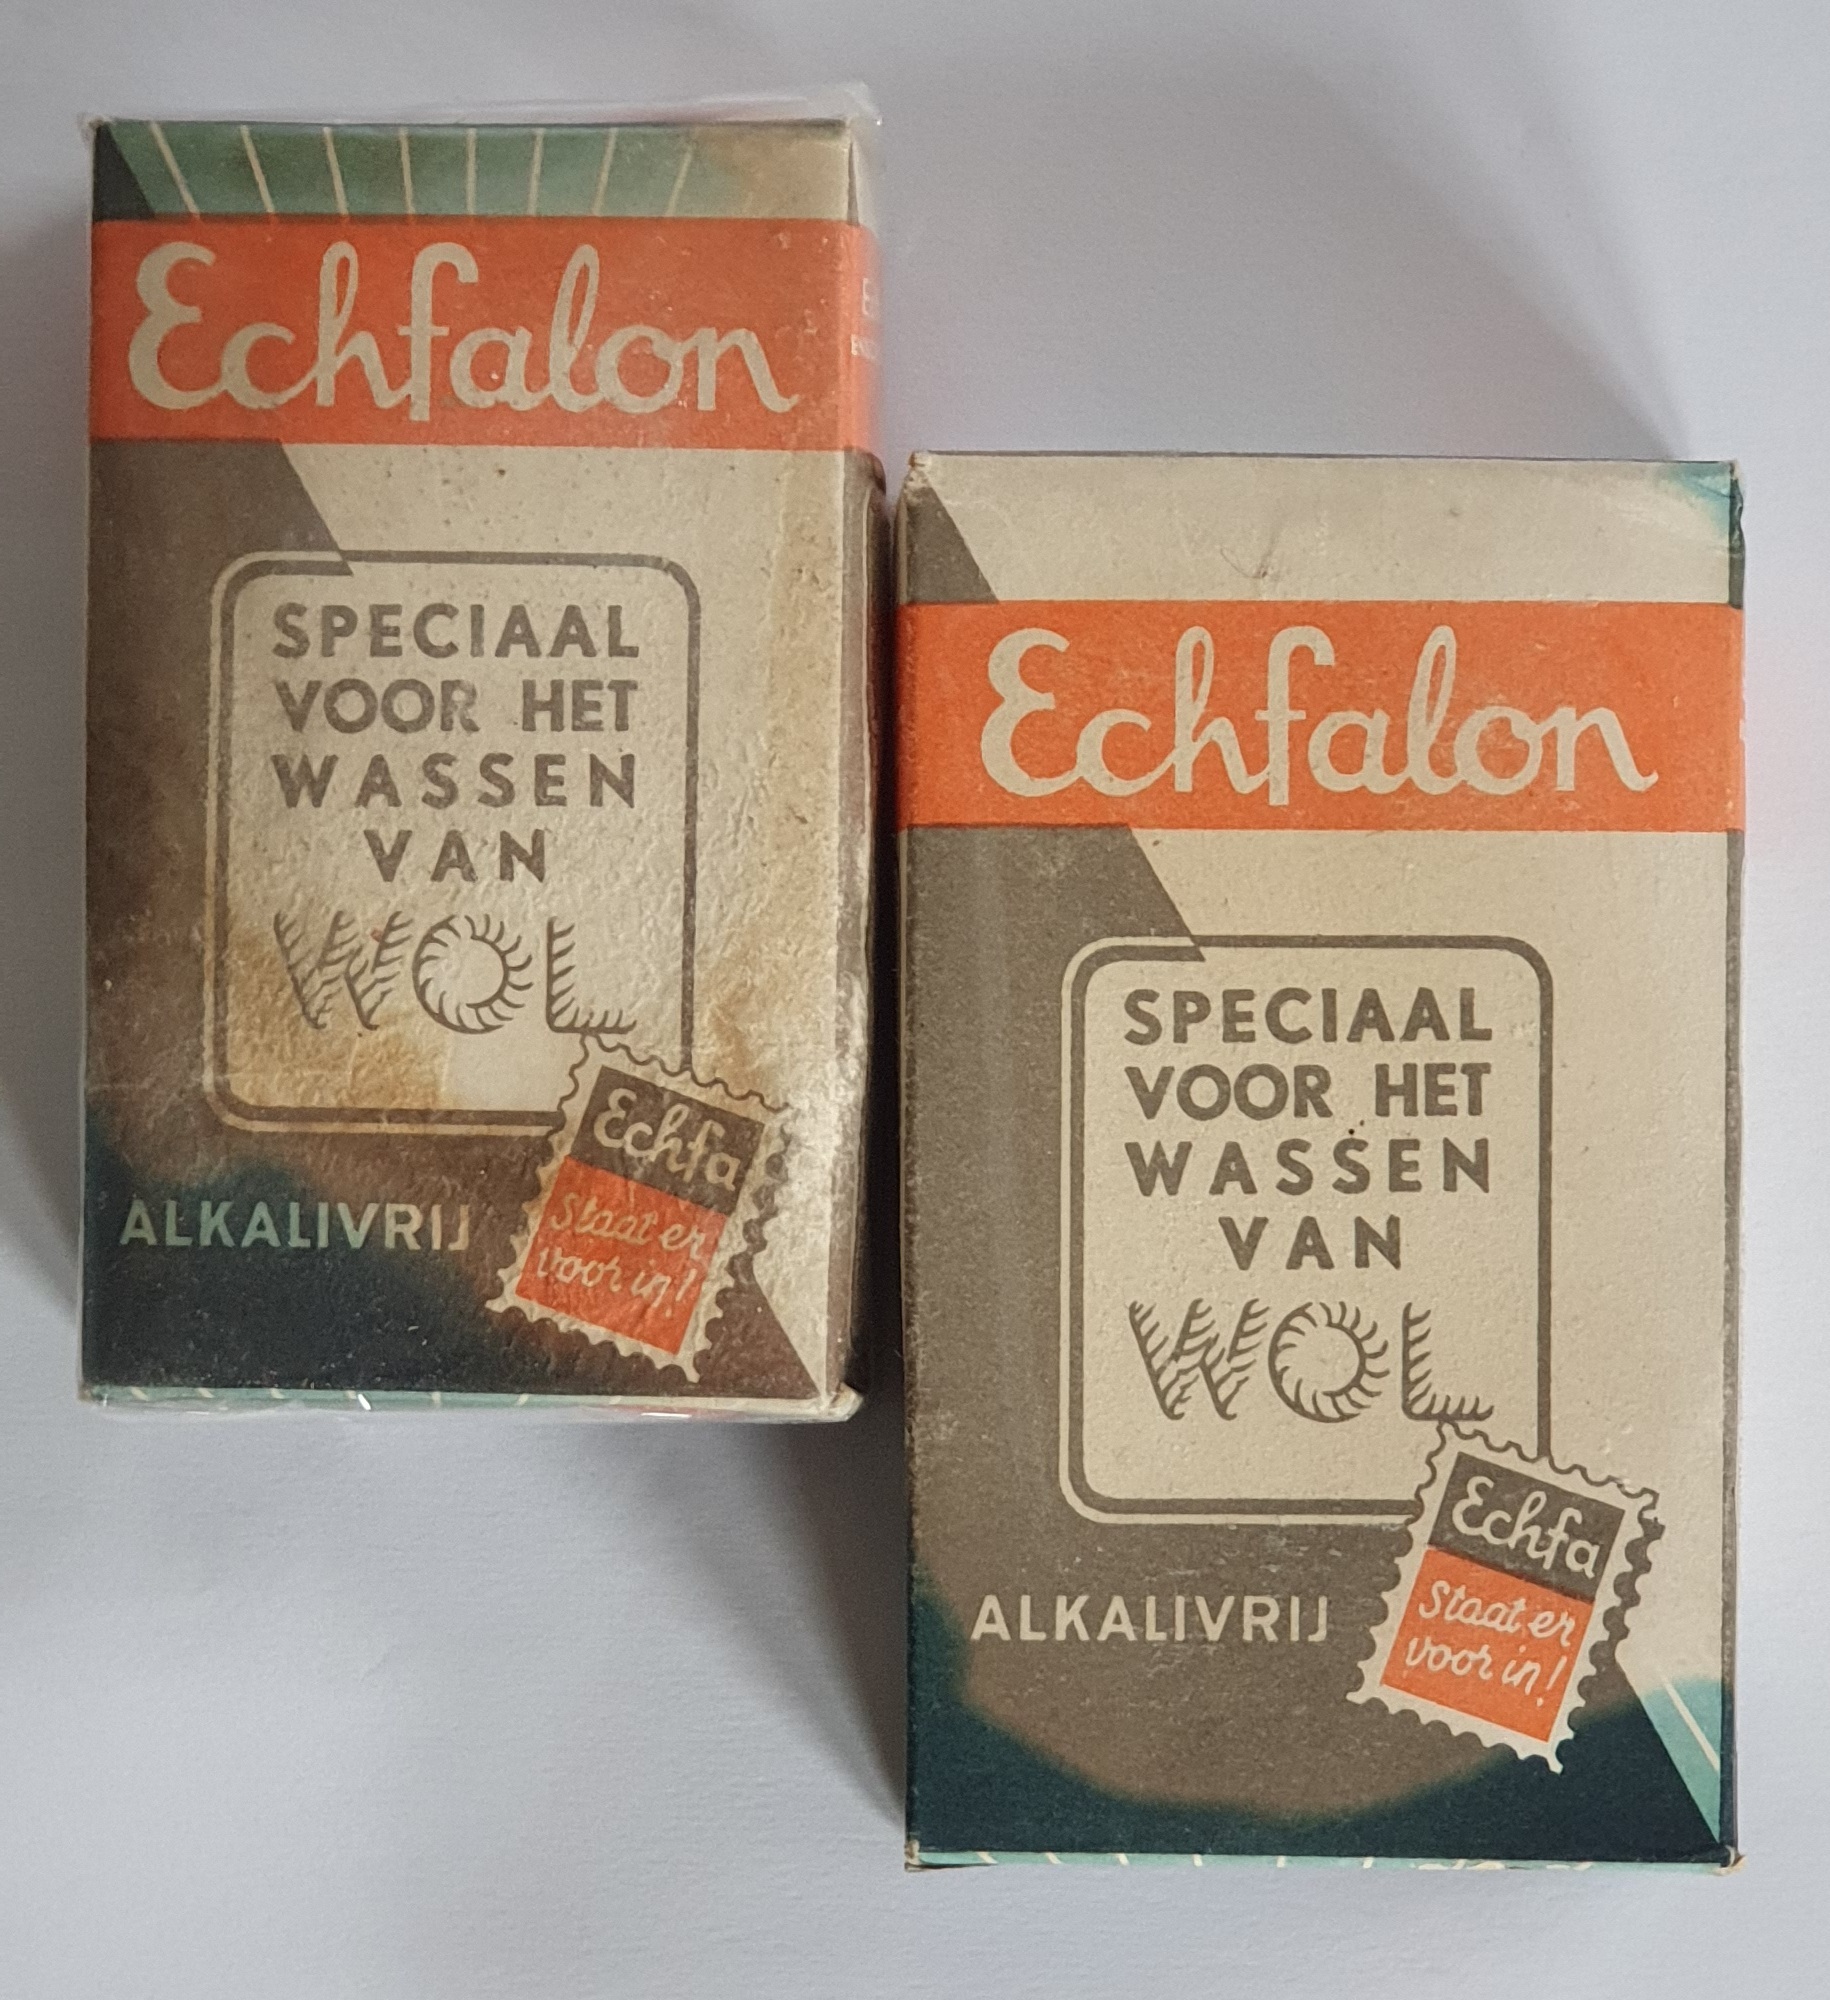 Echfalon
SPECIAAL
VOOR HET
WASSEN
VAN
WOL
Echfa
Staat er
voor in!
ALKALIVRIJ
Echfalon
SPECIAAL
VOOR HET
WASSEN
VAN
WOL
Echfa
Staat er
voor in!
ALKALIVRIJ